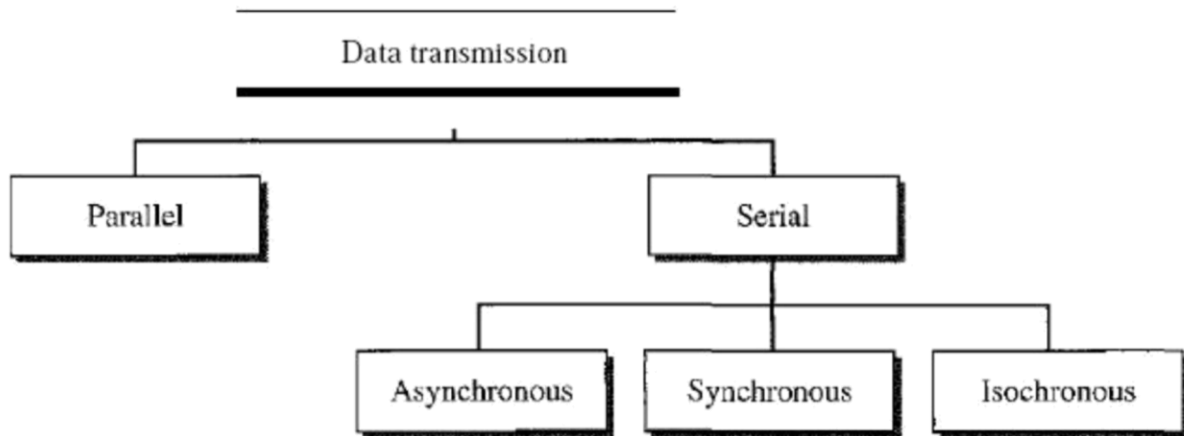 Data transmission
Parallel
Serial
Asynchronous
Synchronous
Isochronous